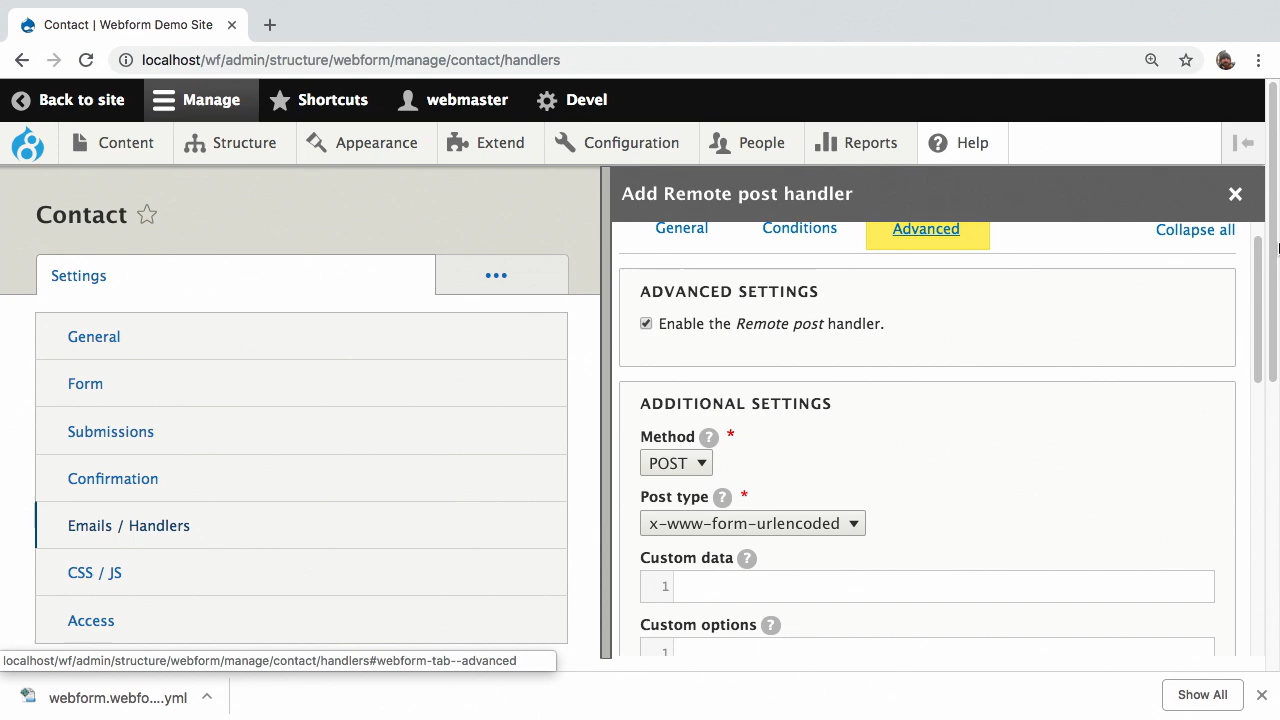 Contact | Webform Demo Site
localhost/wf/admin/structure/webform/manage/contact/handlers
Back to site
Manage
Shortcuts
webmaster
Devel
Content
Structure
Appearance
Extend
Configuration
People
Reports
Help
Contact
Settings
General
Form
Submissions
Confirmation
Emails / Handlers
CSS / JS
Access
Add Remote post handler
General
Conditions
Advanced
Collapse all
ADVANCED SETTINGS
Enable the Remote post handler.
ADDITIONAL SETTINGS
Method ? *
POST
Post type ? *
x-www-form-urlencoded
Custom data ?
1
Custom options ?
1
localhost/wf/admin/structure/webform/manage/contact/handlers#webform-tab--advanced
webform.webfo....yml
Show All